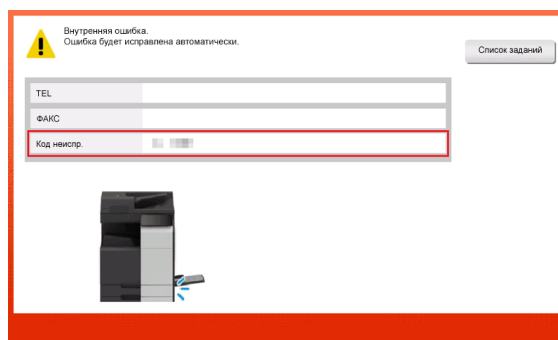 Внутренняя ошибка.
Ошибка будет исправлена автоматически.
Список заданий
TEL
ФАКС
Код неиспр.